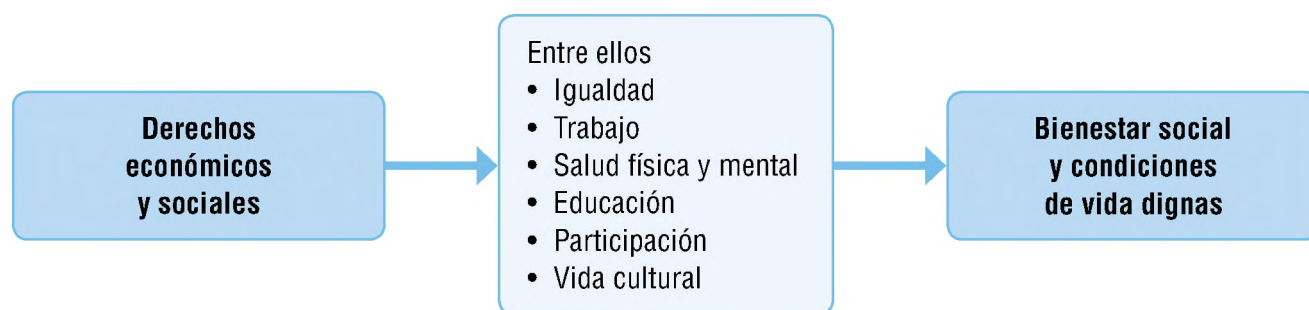 Derechos
económicos
y sociales
Entre ellos
• Igualdad
• Trabajo
• Salud física y mental
• Educación
• Participación
• Vida cultural
Bienestar social
y condiciones
de vida dignas